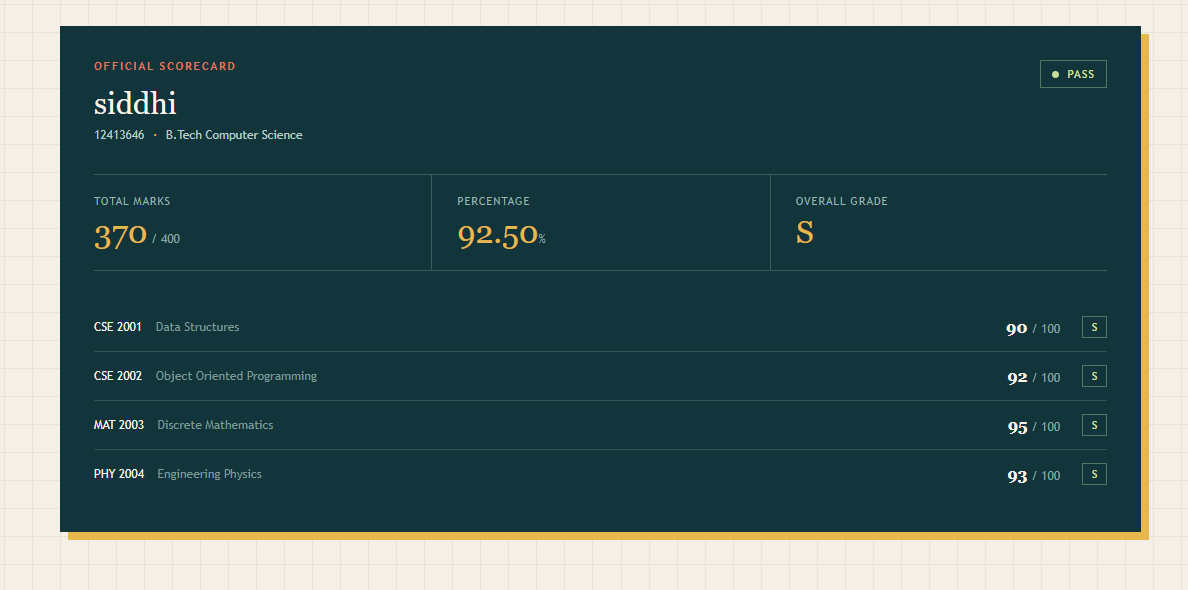 OFFICIAL SCORECARD
PASS
siddhi
12413646 · B.Tech Computer Science
TOTAL MARKS
370 / 400
PERCENTAGE
92.50%
OVERALL GRADE
S
CSE 2001 Data Structures 90 / 100 S
CSE 2002 Object Oriented Programming 92 / 100 S
MAT 2003 Discrete Mathematics 95 / 100 S
PHY 2004 Engineering Physics 93 / 100 S